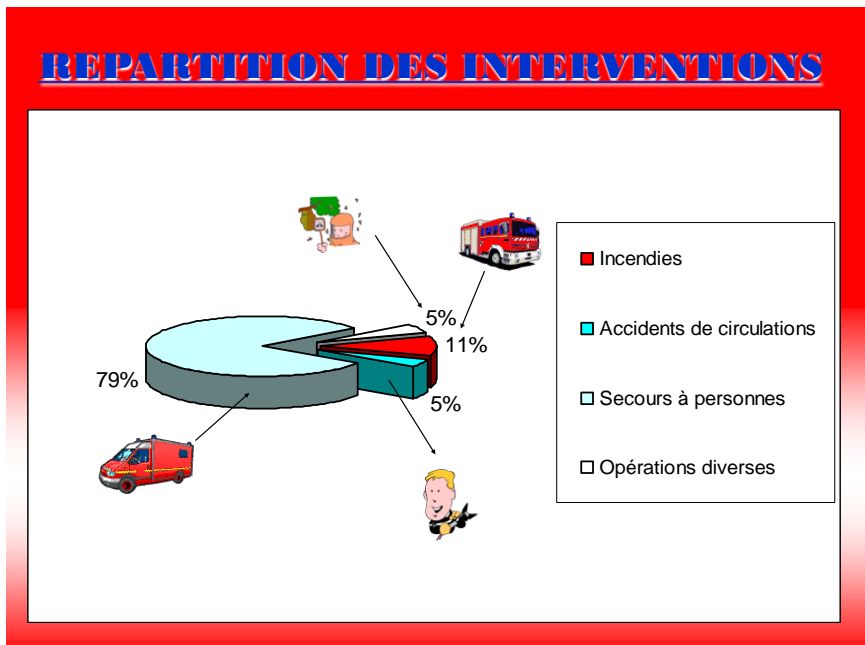 REPARTITION DES INTERVENTIONS
5%
11%
79%
5%
Incendies
Accidents de circulations
Secours à personnes
Opérations diverses